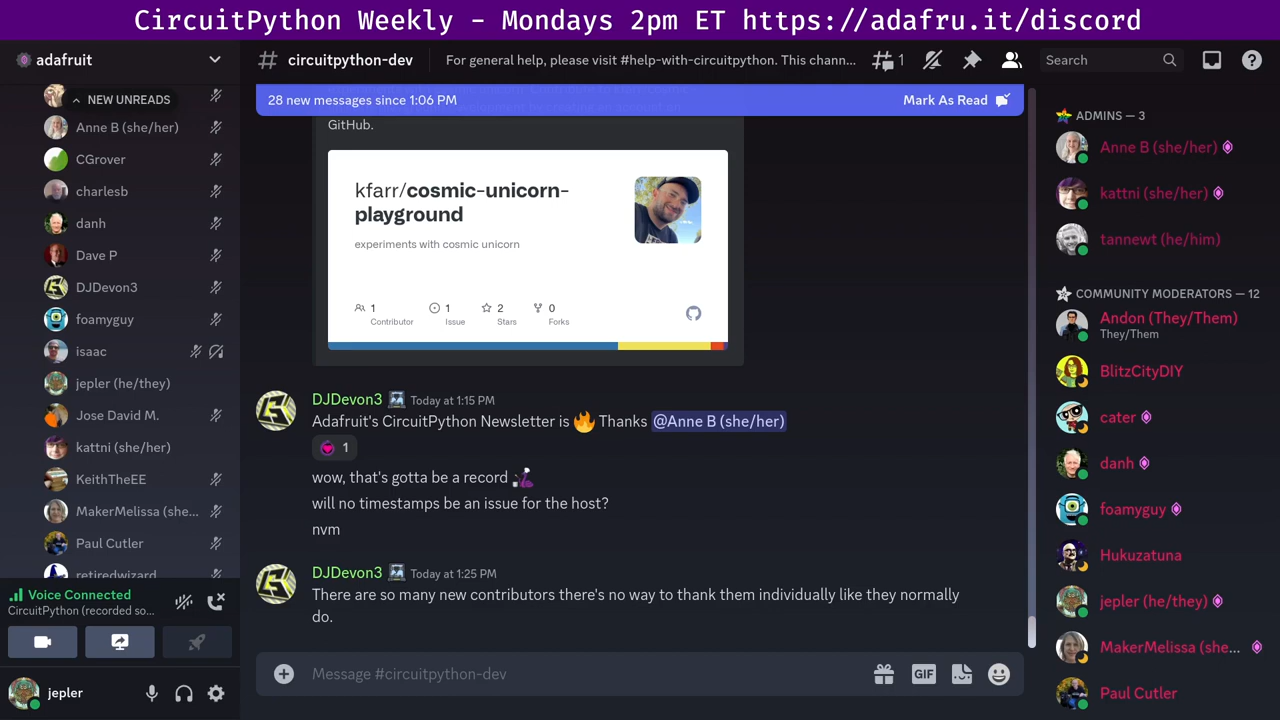 CircuitPython Weekly - Mondays 2pm ET https://adafru.it/discord
adafruit
NEW UNREADS
Anne B (she/her)
CGrover
charlesb
danh
Dave P
DJDevon3
foamyguy
isaac
jepler (he/they)
Jose David M.
kattni (she/her)
KeithTheEE
MakerMelissa (she...
Paul Cutler
retiredwizard
Voice Connected
CircuitPython (recorded so...
jepler
circuitpython-dev
For general help, please visit #help-with-circuitpython. This chann...
1
Search
28 new messages since 1:06 PM
Mark As Read
GitHub.
kfarr/cosmic-unicorn-
playground
experiments with cosmic unicorn
1
Contributor
1
Issue
2
Stars
0
Forks
DJDevon3 Today at 1:15 PM
Adafruit's CircuitPython Newsletter is 🔥 Thanks @Anne B (she/her)
1
wow, that's gotta be a record
will no timestamps be an issue for the host?
nvm
DJDevon3 Today at 1:25 PM
There are so many new contributors there's no way to thank them individually like they normally
do.
Message #circuitpython-dev
GIF
ADMINS — 3
Anne B (she/her)
kattni (she/her)
tannewt (he/him)
COMMUNITY MODERATORS — 12
Andon (They/Them)
They/Them
BlitzCityDIY
cater
danh
foamyguy
Hukuzatuna
jepler (he/they)
MakerMelissa (she...
Paul Cutler